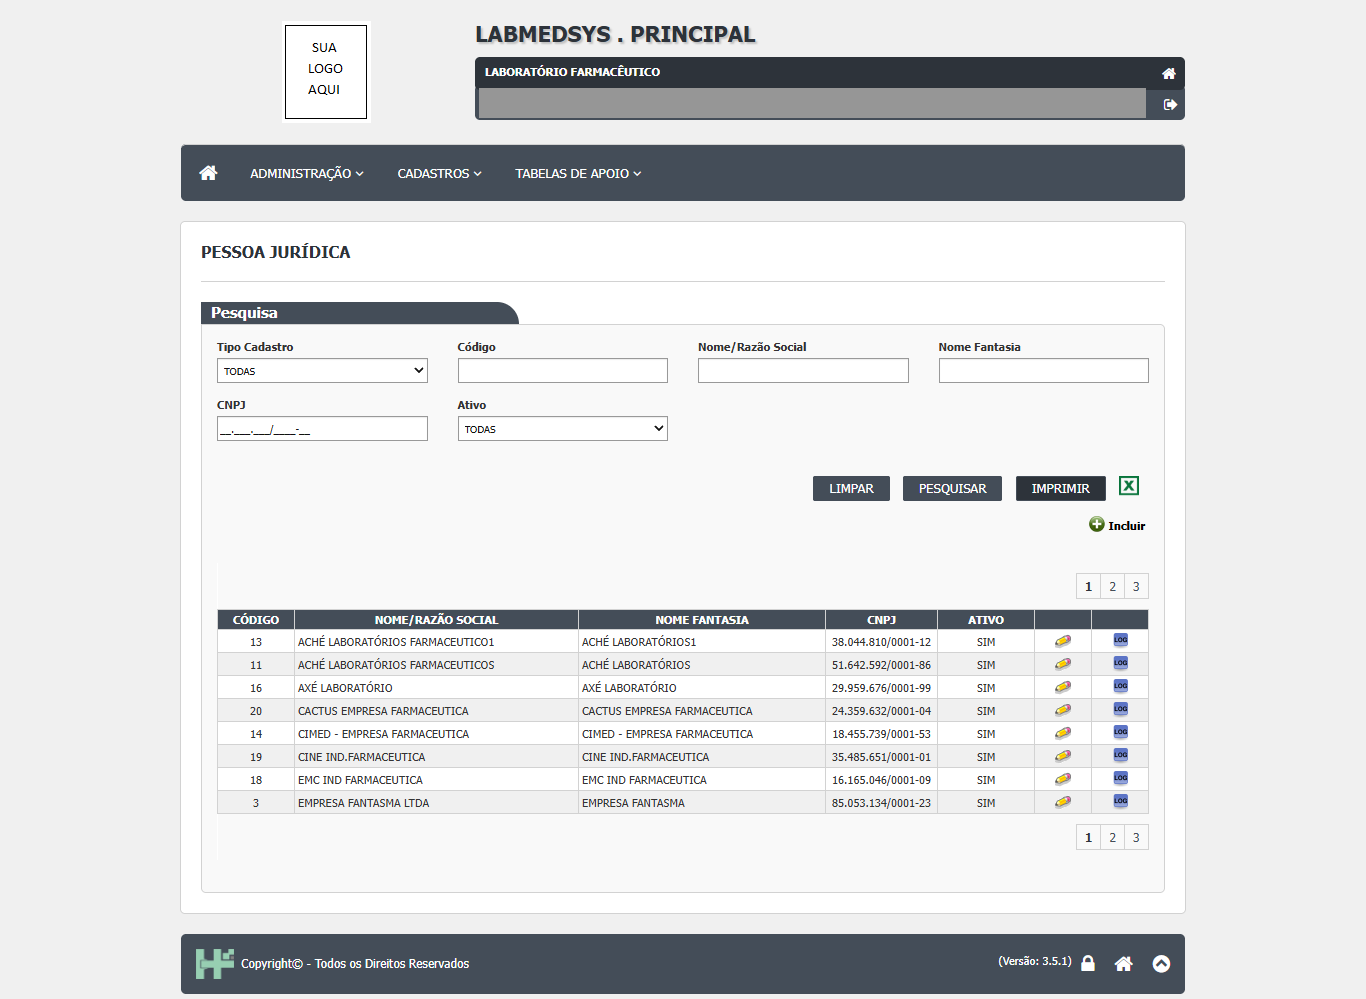 SUA
LOGO
AQUI
LABMEDSYS . PRINCIPAL
LABORATÓRIO FARMACÊUTICO
ADMINISTRAÇÃO CADASTROS TABELAS DE APOIO
PESSOA JURÍDICA
Pesquisa
Tipo Cadastro Código Nome/Razão Social Nome Fantasia
TODAS
CNPJ Ativo
__.___.___/____-__ TODAS
LIMPAR PESQUISAR IMPRIMIR X
Incluir
1 2 3
CÓDIGO NOME/RAZÃO SOCIAL NOME FANTASIA CNPJ ATIVO
13 ACHÉ LABORATÓRIOS FARMACEUTICO1 ACHÉ LABORATÓRIOS1 38.044.810/0001-12 SIM LOG
11 ACHÉ LABORATÓRIOS FARMACEUTICOS ACHÉ LABORATÓRIOS 51.642.592/0001-86 SIM LOG
16 AXÉ LABORATÓRIO AXÉ LABORATÓRIO 29.959.676/0001-99 SIM LOG
20 CACTUS EMPRESA FARMACEUTICA CACTUS EMPRESA FARMACEUTICA 24.359.632/0001-04 SIM LOG
14 CIMED - EMPRESA FARMACEUTICA CIMED - EMPRESA FARMACEUTICA 18.455.739/0001-53 SIM LOG
19 CINE IND.FARMACEUTICA CINE IND.FARMACEUTICA 35.485.651/0001-01 SIM LOG
18 EMC IND FARMACEUTICA EMC IND FARMACEUTICA 16.165.046/0001-09 SIM LOG
3 EMPRESA FANTASMA LTDA EMPRESA FANTASMA 85.053.134/0001-23 SIM LOG
1 2 3
Copyright© - Todos os Direitos Reservados (Versão: 3.5.1)